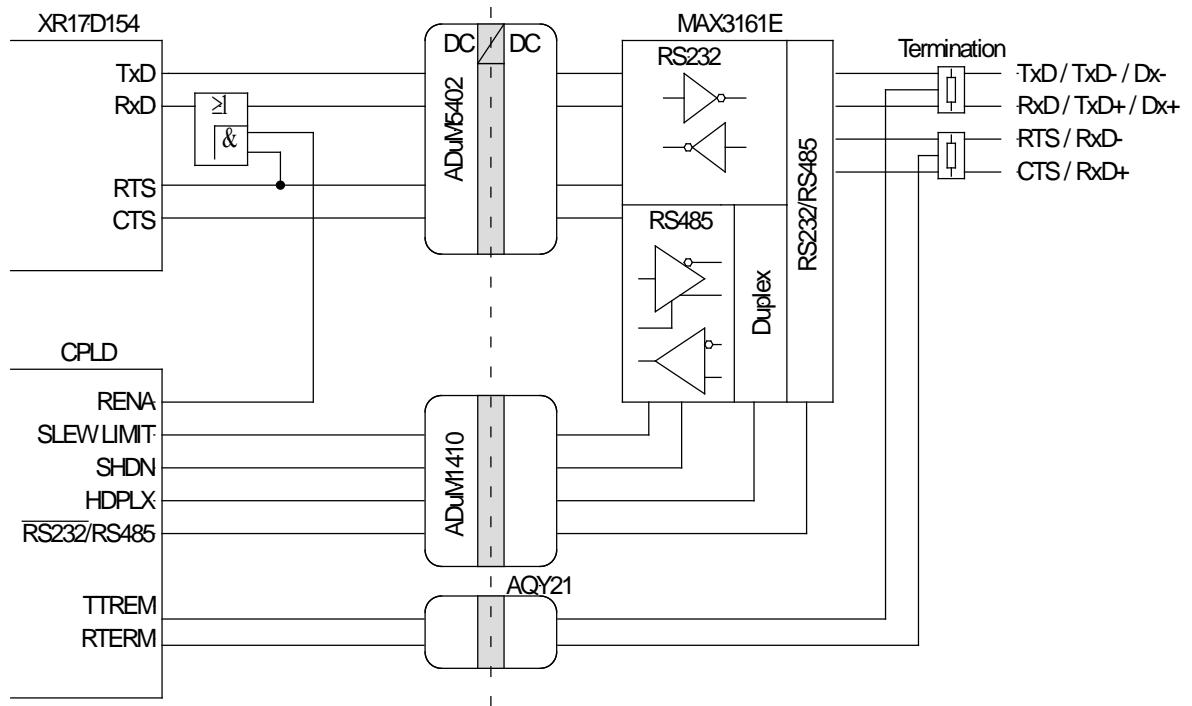 XR17D154
MAX3161E
DC DC
RS232
Termination
TxD
TxD / TxD- / Dx-
RxD
RxD / TxD+ / Dx+
≥1
&
ADuM5402
RTS / RxD-
CTS / RxD+
RTS
CTS
RS485
Duplex
RS232/RS485
CPLD
RENA
SLEW LIMIT
SHDN
HDPLX
RS232/RS485
ADuM1410
AQY21
TTREM
RTERM